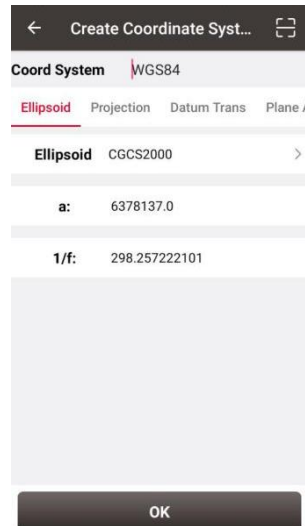 Create Coordinate Syst...
Coord System WGS84
Ellipsoid Projection Datum Trans Plane
Ellipsoid CGCS2000
a: 6378137.0
1/f: 298.257222101
OK